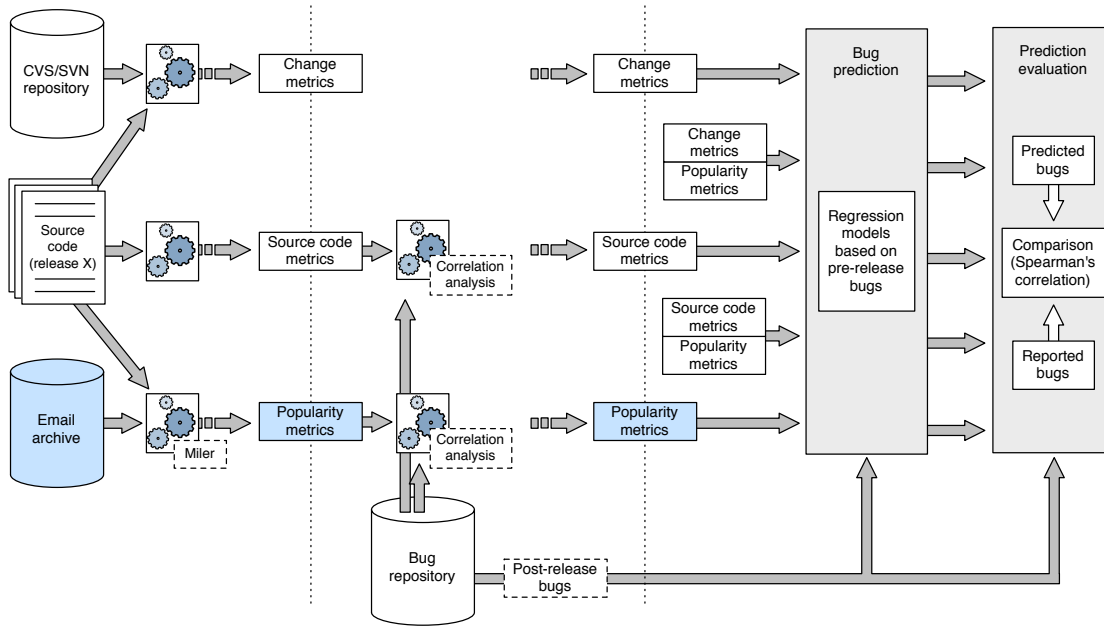 CVS/SVN
repository
Change
metrics
Change
metrics
Bug
prediction
Prediction
evaluation
Change
metrics
Popularity
metrics
Predicted
bugs
Source
code
(release X)
Source code
metrics
Correlation
analysis
Source code
metrics
Regression
models
based on
pre-release
bugs
Comparison
(Spearman's
correlation)
Source code
metrics
Popularity
metrics
Reported
bugs
Email
archive
Miler
Popularity
metrics
Correlation
analysis
Popularity
metrics
Bug
repository
Post-release
bugs